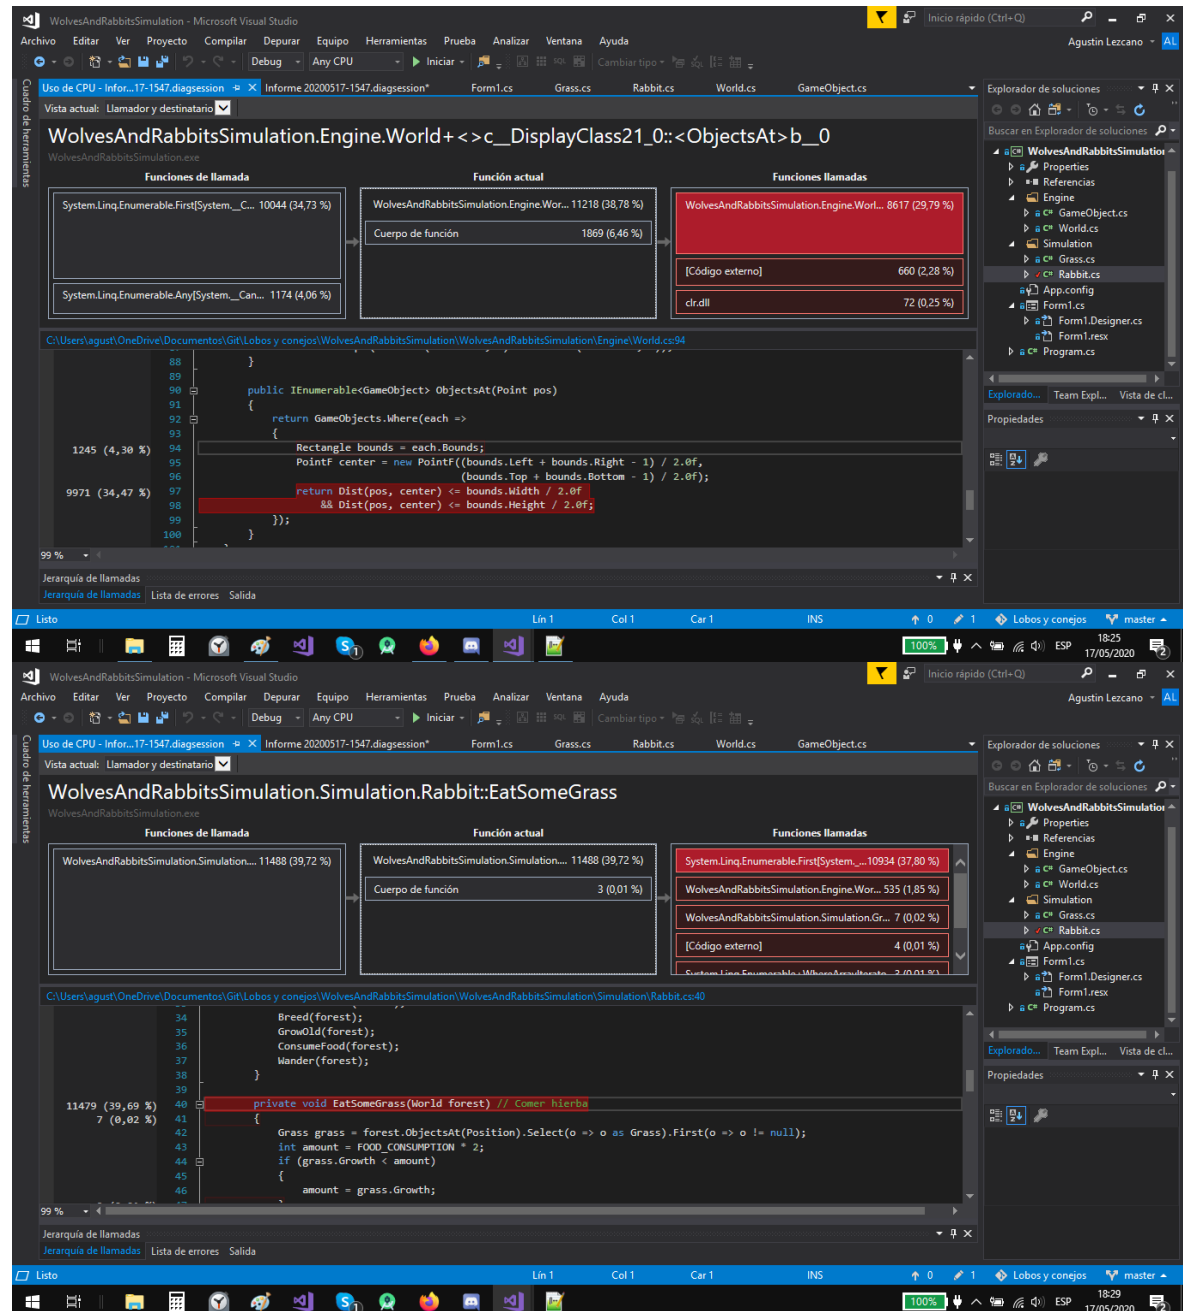 WolvesAndRabbitsSimulation - Microsoft Visual Studio
Inicio rápido (Ctrl+Q)
Archivo Editar Ver Proyecto Compilar Depurar Equipo Herramientas Prueba Analizar Ventana Ayuda
Agustin Lezcano AL
Debug Any CPU Iniciar Cambiar tipo
Cuadro de herramientas
Uso de CPU - Infor...17-1547.diagsession Informe 20200517-1547.diagsession* Form1.cs Grass.cs Rabbit.cs World.cs GameObject.cs
Vista actual: Llamador y destinatario
WolvesAndRabbitsSimulation.Engine.World+<>c__DisplayClass21_0::<ObjectsAt>b__0
WolvesAndRabbitsSimulation.exe
Funciones de llamada Función actual Funciones llamadas
System.Linq.Enumerable.First[System.__C... 10044 (34,73 %)
System.Linq.Enumerable.Any[System.__Can... 1174 (4,06 %)
WolvesAndRabbitsSimulation.Engine.Wor... 11218 (38,78 %)
Cuerpo de función 1869 (6,46 %)
WolvesAndRabbitsSimulation.Engine.Worl... 8617 (29,79 %)
[Código externo] 660 (2,28 %)
clr.dll 72 (0,25 %)
C:\Users\agust\OneDrive\Documentos\Git\Lobos y conejos\WolvesAndRabbitsSimulation\WolvesAndRabbitsSimulation\Engine\World.cs:94
88 }
89
90 public IEnumerable<GameObject> ObjectsAt(Point pos)
91 {
92 return GameObjects.Where(each =>
93 {
1245 (4,30 %) 94 Rectangle bounds = each.Bounds;
95 PointF center = new PointF((bounds.Left + bounds.Right - 1) / 2.0f,
96 (bounds.Top + bounds.Bottom - 1) / 2.0f);
9971 (34,47 %) 97 return Dist(pos, center) <= bounds.Width / 2.0f
98 && Dist(pos, center) <= bounds.Height / 2.0f;
99 });
100 }
99 %
Jerarquía de llamadas
Jerarquía de llamadas Lista de errores Salida
Explorador de soluciones
Buscar en Explorador de soluciones
WolvesAndRabbitsSimulation
Properties
Referencias
Engine
GameObject.cs
World.cs
Simulation
Grass.cs
Rabbit.cs
App.config
Form1.cs
Form1.Designer.cs
Form1.resx
Program.cs
Explorado... Team Expl... Vista de cl...
Propiedades
Listo Lín 1 Col 1 Car 1 INS 0 1 Lobos y conejos master
100% ESP 18:25
17/05/2020 2
WolvesAndRabbitsSimulation - Microsoft Visual Studio
Inicio rápido (Ctrl+Q)
Archivo Editar Ver Proyecto Compilar Depurar Equipo Herramientas Prueba Analizar Ventana Ayuda
Agustin Lezcano AL
Debug Any CPU Iniciar Cambiar tipo
Cuadro de herramientas
Uso de CPU - Infor...17-1547.diagsession Informe 20200517-1547.diagsession* Form1.cs Grass.cs Rabbit.cs World.cs GameObject.cs
Vista actual: Llamador y destinatario
WolvesAndRabbitsSimulation.Simulation.Rabbit::EatSomeGrass
WolvesAndRabbitsSimulation.exe
Funciones de llamada Función actual Funciones llamadas
WolvesAndRabbitsSimulation.Simulation.... 11488 (39,72 %)
WolvesAndRabbitsSimulation.Simulation.... 11488 (39,72 %)
Cuerpo de función 3 (0,01 %)
System.Linq.Enumerable.First[System._...10934 (37,80 %)
WolvesAndRabbitsSimulation.Engine.Wor... 535 (1,85 %)
WolvesAndRabbitsSimulation.Simulation.Gr... 7 (0,02 %)
[Código externo] 4 (0,01 %)
C:\Users\agust\OneDrive\Documentos\Git\Lobos y conejos\WolvesAndRabbitsSimulation\WolvesAndRabbitsSimulation\Simulation\Rabbit.cs:40
34 Breed(forest);
35 GrowOld(forest);
36 ConsumeFood(forest);
37 Wander(forest);
38 }
39
11479 (39,69 %) 40 private void EatSomeGrass(World forest) // Comer hierba
7 (0,02 %) 41 {
42 Grass grass = forest.ObjectsAt(Position).Select(o => o as Grass).First(o => o != null);
43 int amount = FOOD_CONSUMPTION * 2;
44 if (grass.Growth < amount)
45 {
46 amount = grass.Growth;
99 %
Jerarquía de llamadas
Jerarquía de llamadas Lista de errores Salida
Explorador de soluciones
Buscar en Explorador de soluciones
WolvesAndRabbitsSimulation
Properties
Referencias
Engine
GameObject.cs
World.cs
Simulation
Grass.cs
Rabbit.cs
App.config
Form1.cs
Form1.Designer.cs
Form1.resx
Program.cs
Explorado... Team Expl... Vista de cl...
Propiedades
Listo Lín 1 Col 1 Car 1 INS 0 1 Lobos y conejos master
100% ESP 18:29
17/05/2020 2